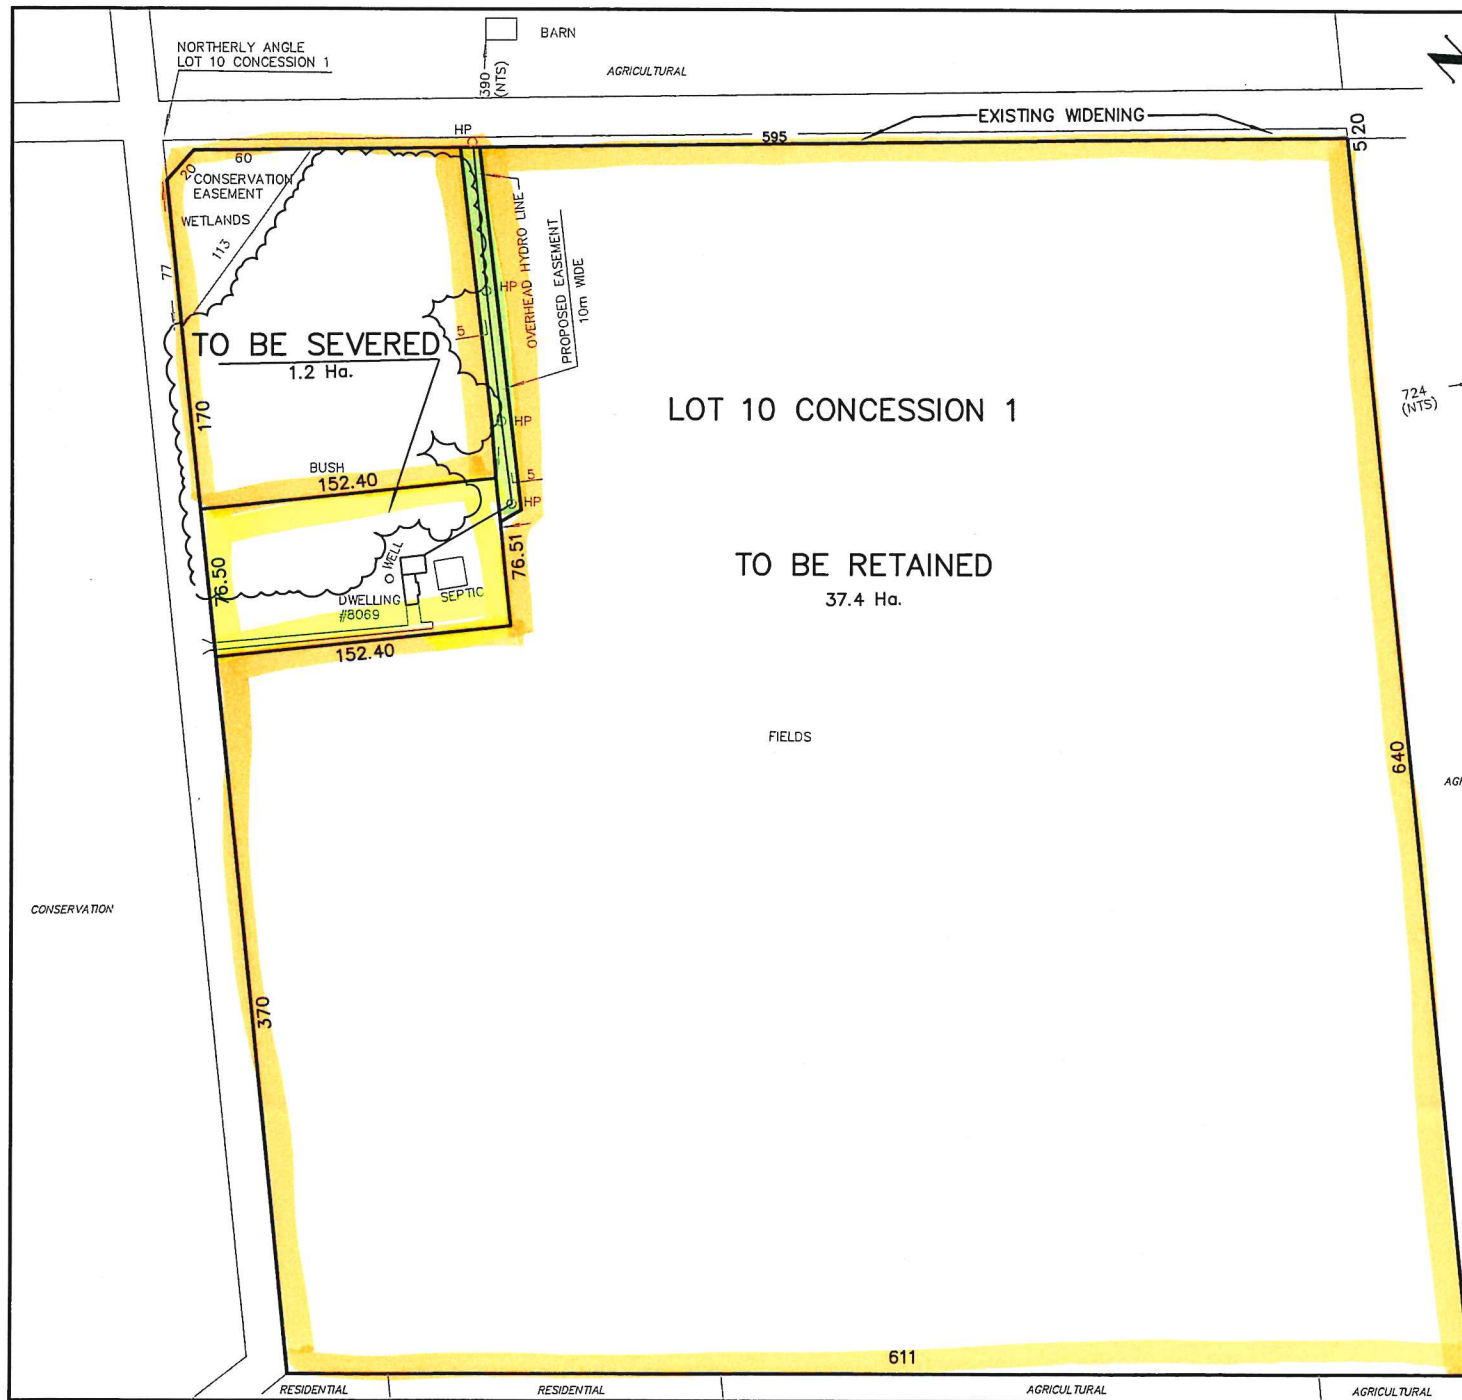 BARN
NORTHERLY ANGLE
LOT 10 CONCESSION 1
390
(NTS)
AGRICULTURAL
N
HP
595
EXISTING WIDENING
5.20
60
20
CONSERVATION
EASEMENT
WETLANDS
113
77
OVERHEAD HYDRO LINE
PROPOSED EASEMENT
10m WIDE
HP
5
TO BE SEVERED
1.2 Ha.
LOT 10 CONCESSION 1
724
(NTS)
170
HP
BUSH
152.40
5
HP
76.51
76.50
WELL
TO BE RETAINED
37.4 Ha.
DWELLING
#8069
SEPTIC
152.40
FIELDS
640
CONSERVATION
370
611
RESIDENTIAL
RESIDENTIAL
AGRICULTURAL
AGRICULTURAL